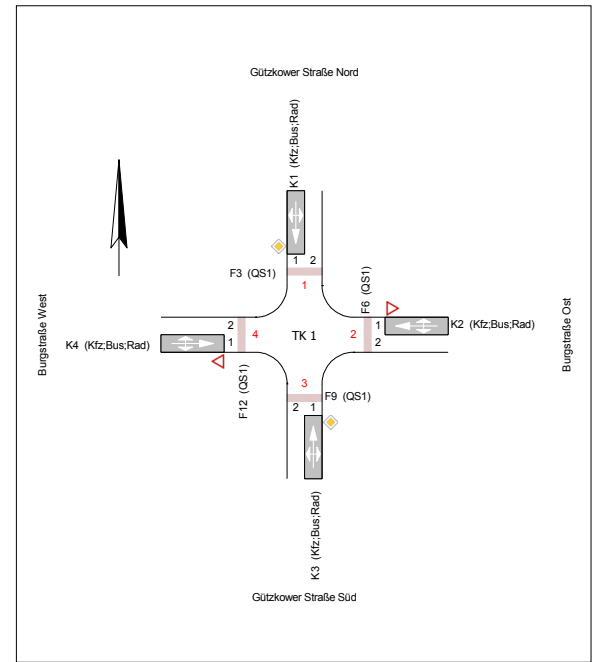 Gützkower Straße Nord
K1 (Kfz;Bus;Rad)
1 2
F3 (QS1)
1
F6 (QS1)
Burgstraße West
2
1
4
TK 1
2
1
2
K2 (Kfz;Bus;Rad)
K4 (Kfz;Bus;Rad)
Burgstraße Ost
F12 (QS1)
3
F9 (QS1)
2 1
K3 (Kfz;Bus;Rad)
Gützkower Straße Süd